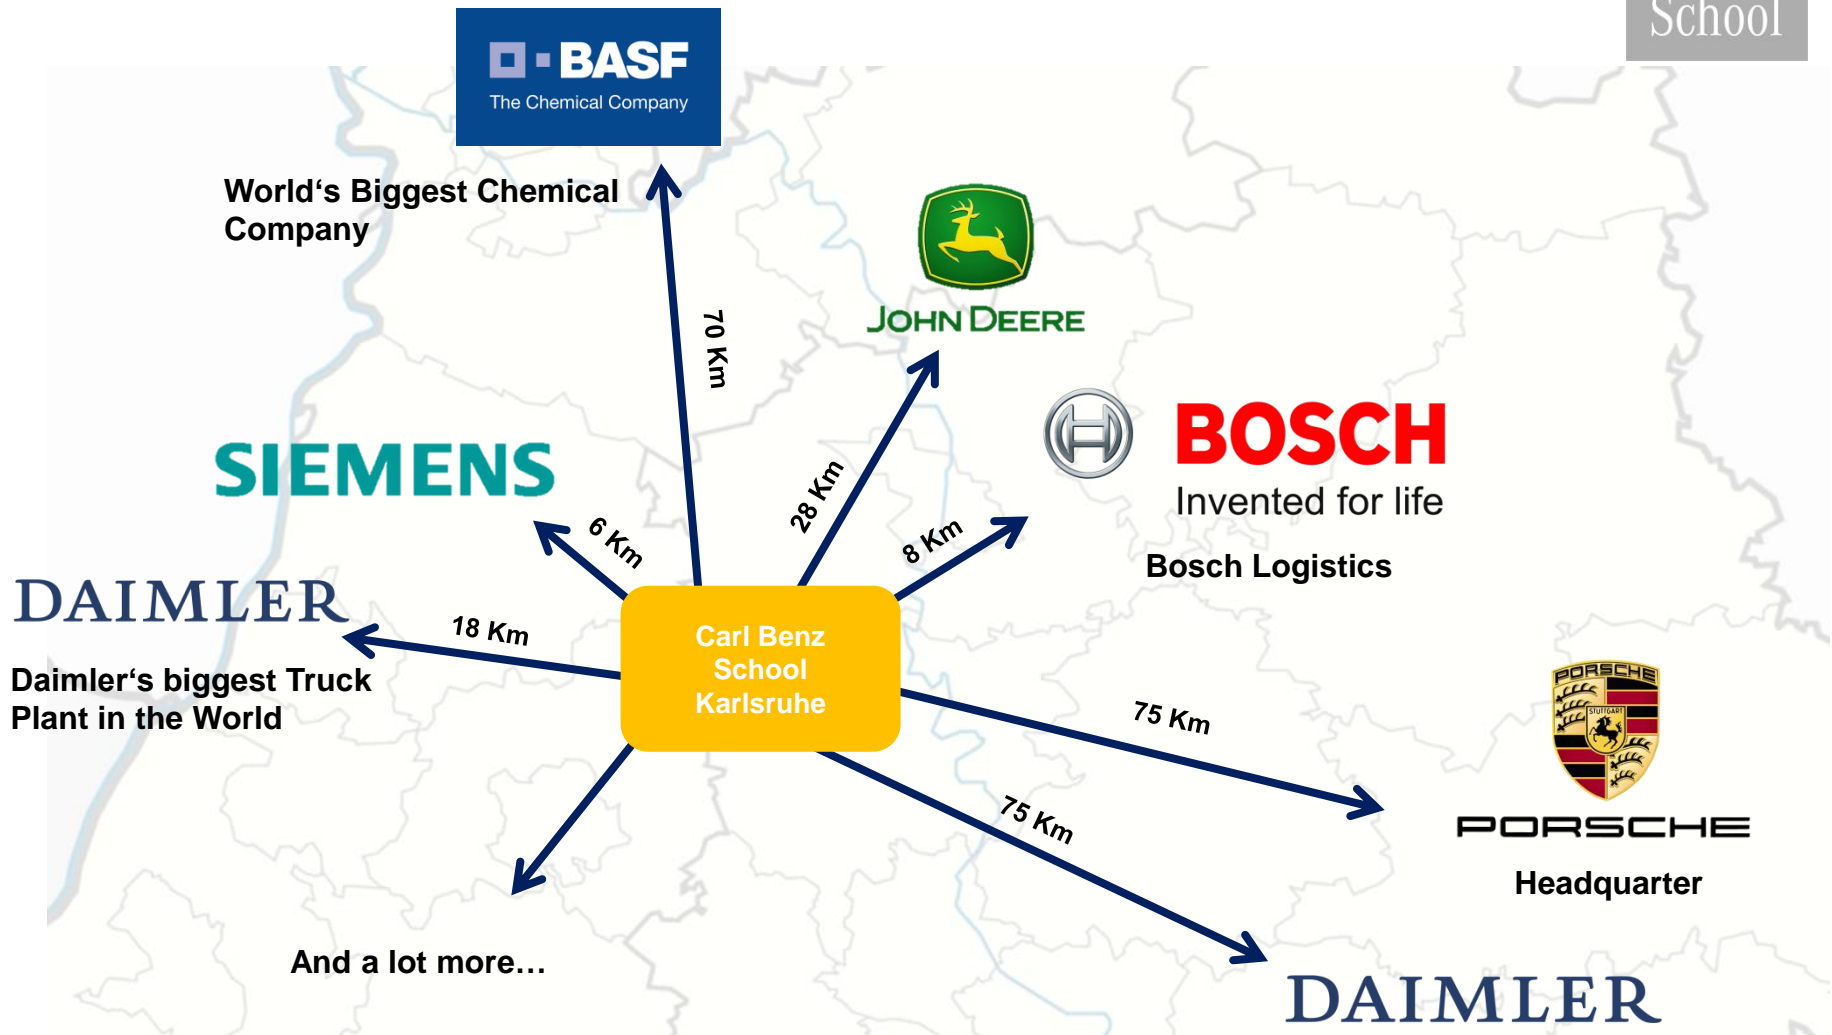 School
BASF
The Chemical Company
World‘s Biggest Chemical
Company
70 Km
JOHN DEERE
28 Km
SIEMENS
6 Km
BOSCH
Invented for life
8 Km
Bosch Logistics
DAIMLER
18 Km
Daimler‘s biggest Truck
Plant in the World
Carl Benz
School
Karlsruhe
75 Km
PORSCHE
STUTTGART
PORSCHE
Headquarter
75 Km
And a lot more…
DAIMLER